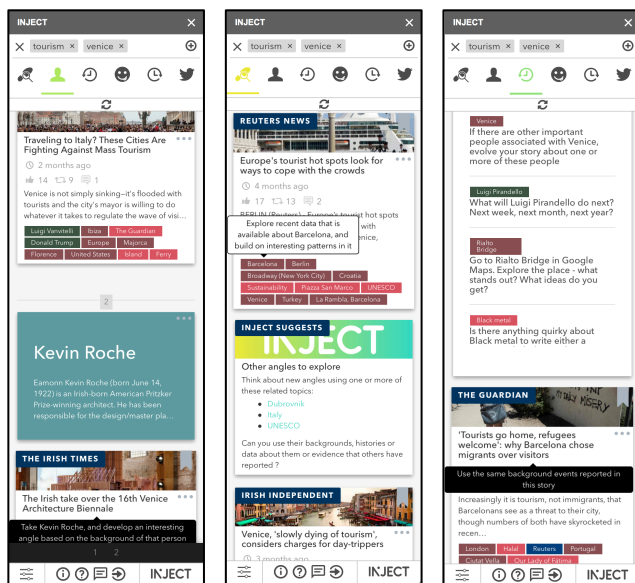 INJECT ×
× tourism × venice ×
Traveling to Italy? These Cities Are
Fighting Against Mass Tourism
2 months ago
14 9 1
Venice is not simply sinking—it's flooded with
tourists and the city's mayor is willing to do
whatever it takes to regulate the wave of visi...
Luigi Vanvitelli Ibiza The Guardian
Donald Trump Europe Majorca
Florence United States Island Ferry
2
Kevin Roche
Eamonn Kevin Roche (born June 14,
1922) is an Irish-born American Pritzker
Prize-winning architect. He has been
responsible for the design/master pla...
THE IRISH TIMES
The Irish take over the 16th Venice
Architecture Biennale
Take Kevin Roche, and develop an interesting
angle based on the background of that person
1 2
INJECT
INJECT ×
× tourism × venice ×
REUTERS NEWS
Europe's tourist hot spots look for
ways to cope with the crowds
4 months ago
17 13 2
BERLIN (Reuters) - Europe's tourist hot spots
with
enice,
Explore recent data that is
available about Barcelona, and
build on interesting patterns in it
Barcelona Berlin
Broadway (New York City) Croatia
Sustainability Piazza San Marco UNESCO
Venice Turkey La Rambla, Barcelona
INJECT SUGGESTS
INJECT
Other angles to explore
Think about new angles using one or more of
these related topics:
• Dubrovnik
• Italy
• UNESCO
Can you use their backgrounds, histories or
data about them or evidence that others have
reported ?
IRISH INDEPENDENT
Venice, 'slowly dying of tourism',
considers charges for day-trippers
3 months ago
INJECT
INJECT ×
× tourism × venice ×
Venice
If there are other important
people associated with Venice,
evolve your story about one or
more of these people
Luigi Pirandello
What will Luigi Pirandello do next?
Next week, next month, next year?
Rialto
Bridge
Go to Rialto Bridge in Google
Maps. Explore the place - what
stands out? What ideas do you
get?
Black metal
Is there anything quirky about
Black metal to write either a
THE GUARDIAN
MISERY
'Tourists go home, refugees
welcome': why Barcelona chose
migrants over visitors
Use the same background events reported in
this story
Increasingly it is tourism, not immigrants, that
Barcelonans see as a threat to their city,
though numbers of both have skyrocketed in
recen...
London Halal Reuters Portugal
Ciutat Vella Our Lady of Fátima
INJECT